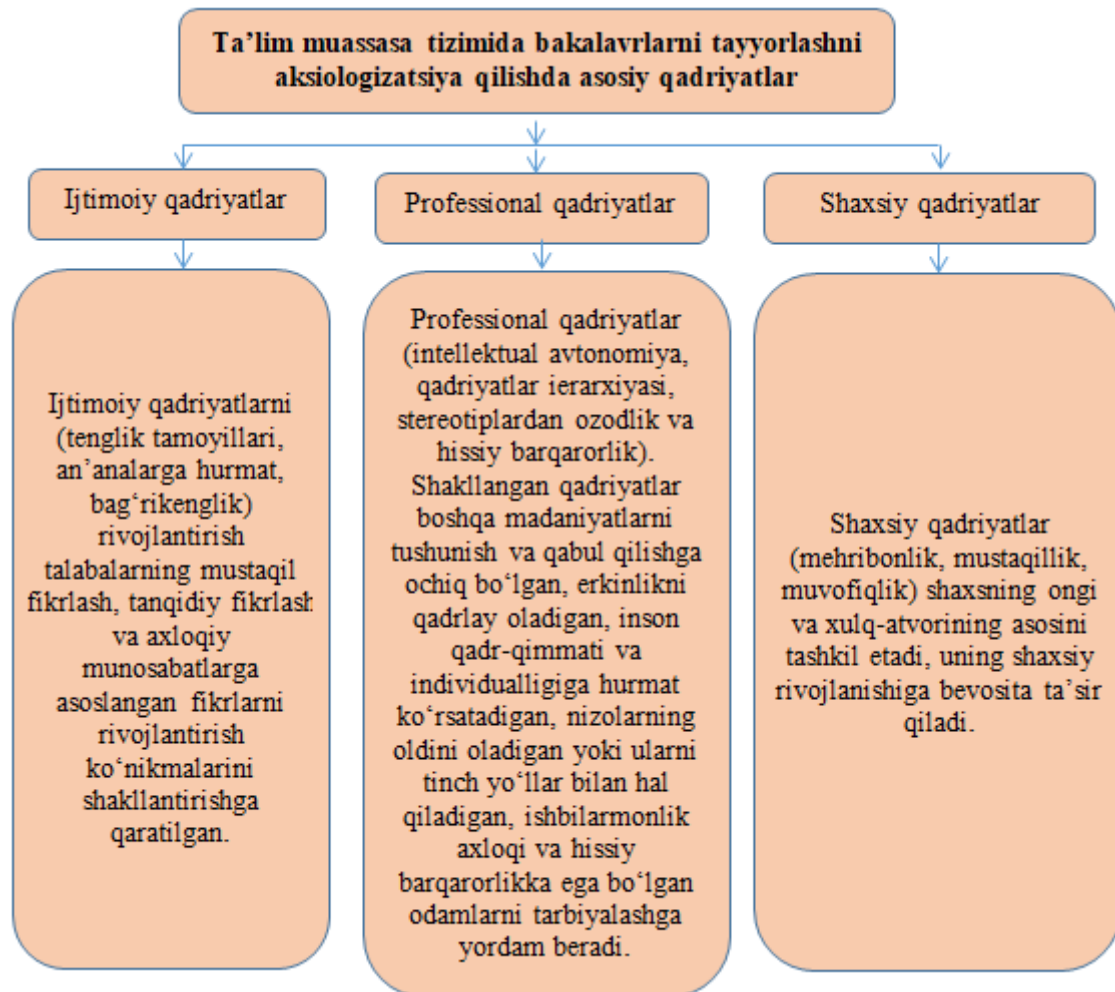 Ta’lim muassasa tizimida bakalavrlarni tayyorlashni
aksiologizatsiya qilishda asosiy qadriyatlar
Ijtimoiy qadriyatlar
Professional qadriyatlar
Shaxsiy qadriyatlar
Ijtimoiy qadriyatlarni
(tenglik tamoyillari,
an’analarga hurmat,
bag‘rikenglik)
rivojlantirish
talabalarning mustaqil
fikrlash, tanqidiy fikrlash
va axloqiy
munosabatlarga
asoslangan fikrlarni
rivojlantirish
ko‘nikmalarini
shakllantirishga
qaratilgan.
Professional qadriyatlar
(intellektual avtonomiya,
qadriyatlar ierarxiyasi,
stereotiplardan ozodlik va
hissiy barqarorlik).
Shakllangan qadriyatlar
boshqa madaniyatlarni
tushunish va qabul qilishga
ochiq bo‘lgan, erkinlikni
qadrlay oladigan, inson
qadr-qimmati va
individualligiga hurmat
ko‘rsatadigan, nizolarning
oldini oladigan yoki ularni
tinch yo‘llar bilan hal
qiladigan, ishbilarmonlik
axloqi va hissiy
barqarorlikka ega bo‘lgan
odamlarni tarbiyalashga
yordam beradi.
Shaxsiy qadriyatlar
(mehribonlik, mustaqillik,
muvofiqlik) shaxsning ongi
va xulq-atvorining asosini
tashkil etadi, uning shaxsiy
rivojlanishiga bevosita ta’sir
qiladi.